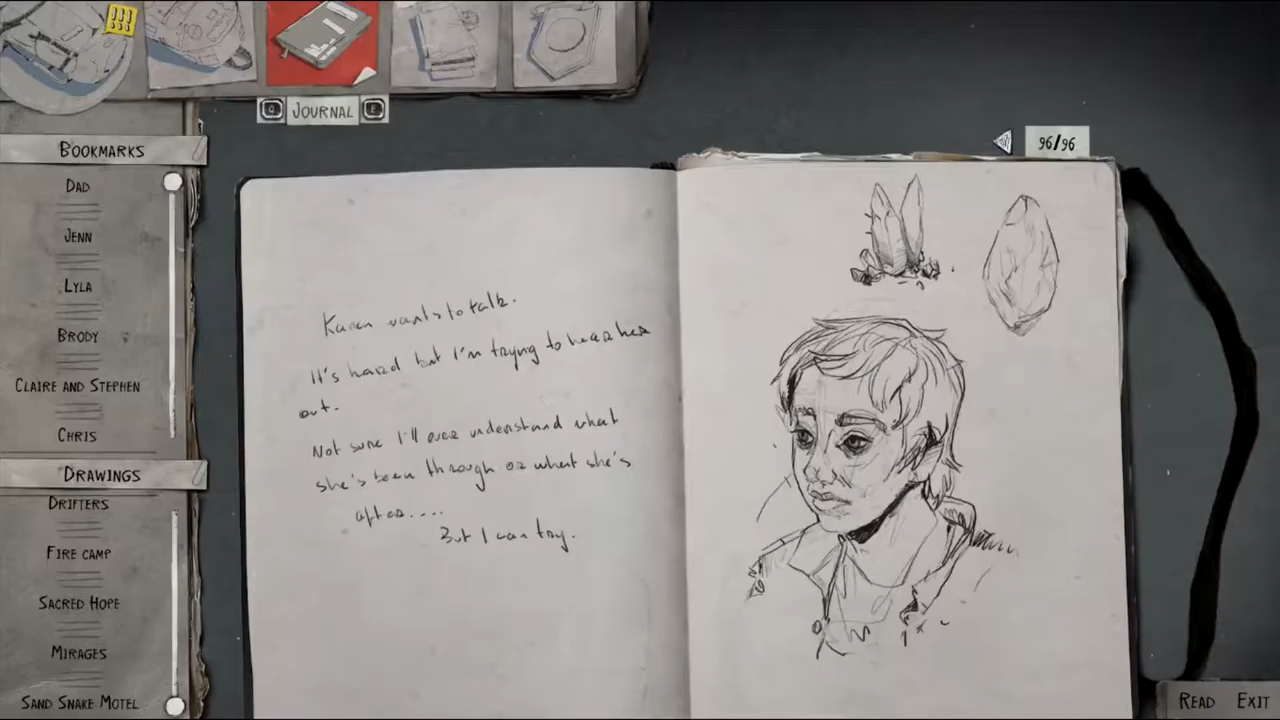 Q
JOURNAL
E
BOOKMARKS
DAD
JENN
LYLA
BRODY
CLAIRE AND STEPHEN
CHRIS
DRAWINGS
DRIFTERS
FIRE CAMP
SACRED HOPE
MIRAGES
SAND SNAKE MOTEL
96/96
Karen wants to talk.
It's hard but I'm trying to hear her
out.
Not sure I'll ever understand what
she's been through or what she's
after....
But I can try.
READ
EXIT